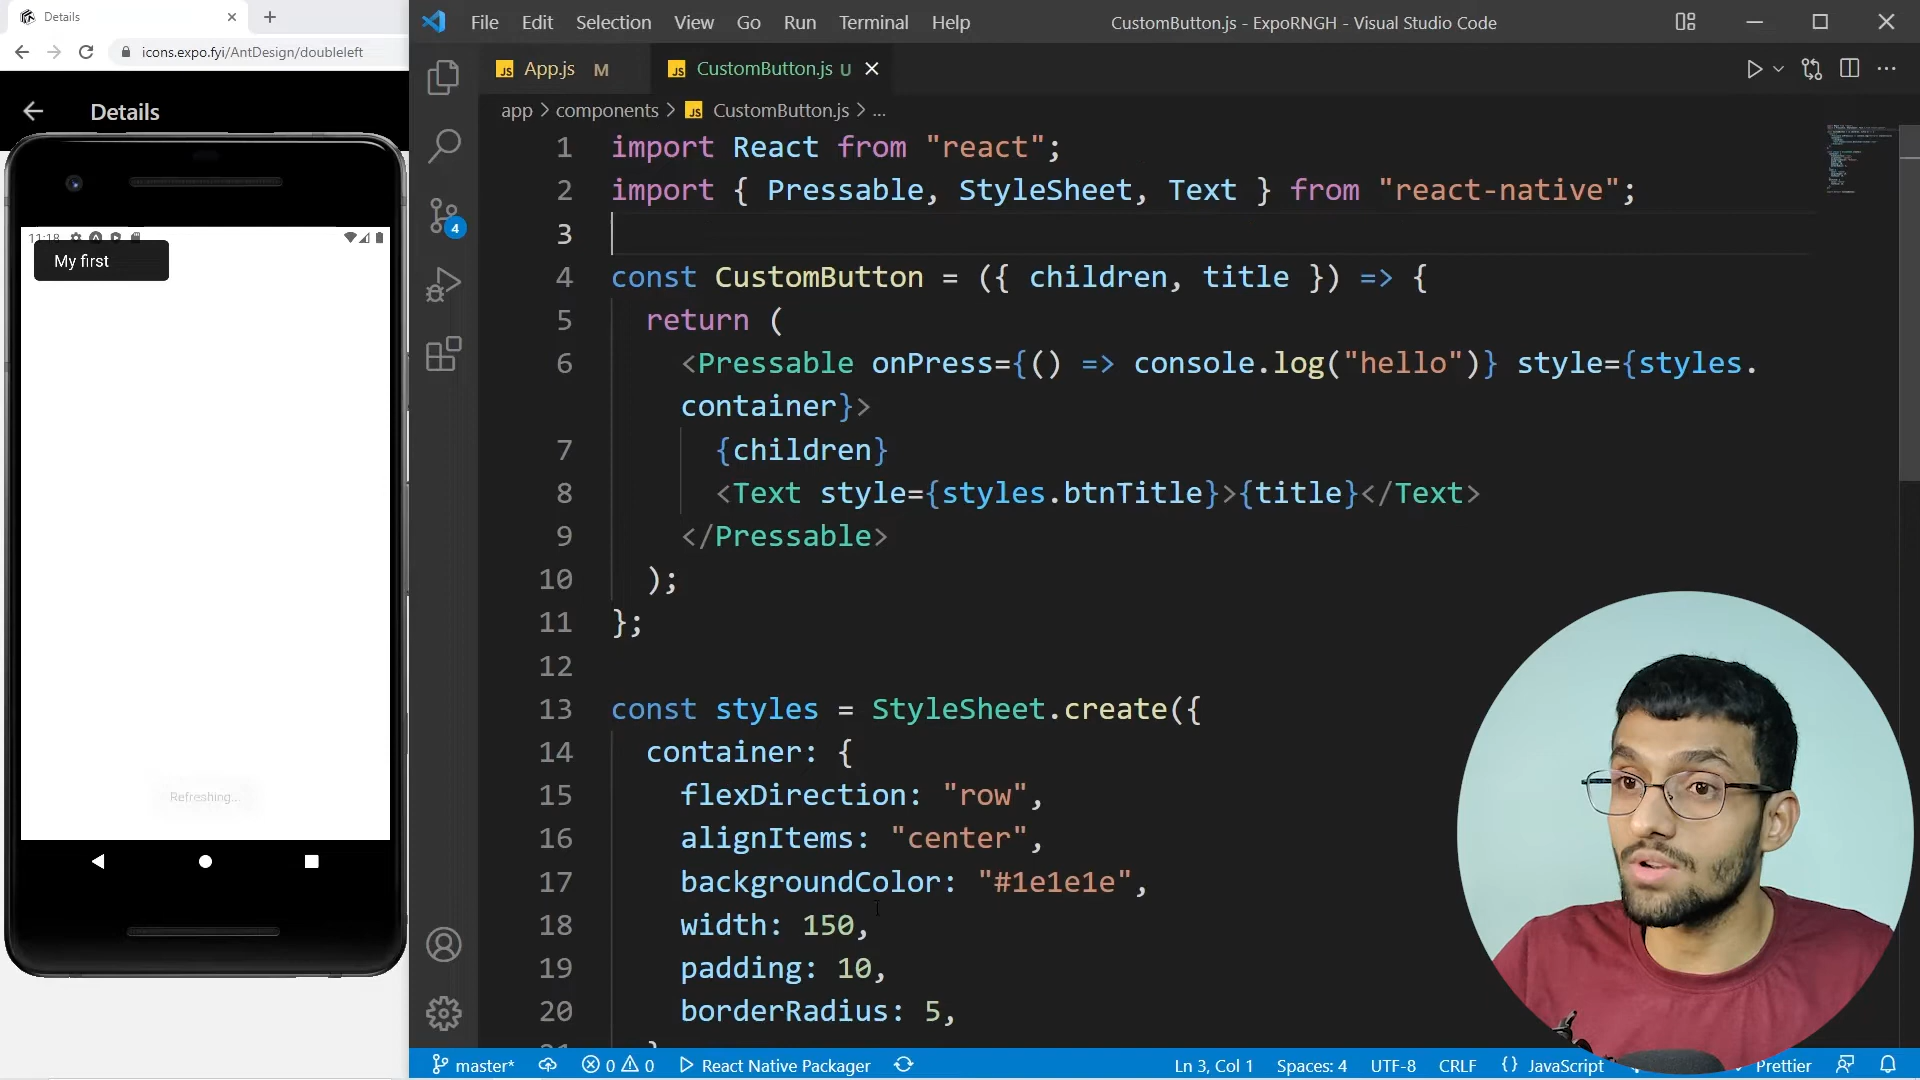 Details
icons.expo.fyi/AntDesign/doubleleft
Details
11:18
My first
Refreshing...
File Edit Selection View Go Run Terminal Help
CustomButton.js - ExpoRNGH - Visual Studio Code
JS App.js M
JS CustomButton.js U
app > components > JS CustomButton.js > ...
4
1 import React from "react";
2 import { Pressable, StyleSheet, Text } from "react-native";
3
4 const CustomButton = ({ children, title }) => {
5 return (
6 <Pressable onPress={() => console.log("hello")} style={styles.
container}>
7 {children}
8 <Text style={styles.btnTitle}>{title}</Text>
9 </Pressable>
10 );
11 };
12
13 const styles = StyleSheet.create({
14 container: {
15 flexDirection: "row",
16 alignItems: "center",
17 backgroundColor: "#1e1e1e",
18 width: 150,
19 padding: 10,
20 borderRadius: 5,
master* 0 0 React Native Packager Ln 3, Col 1 Spaces: 4 UTF-8 CRLF {} JavaScript Prettier